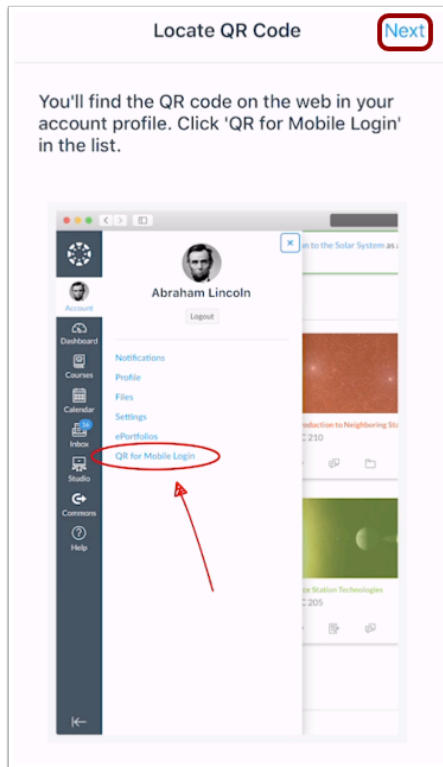 Locate QR Code
Next
You'll find the QR code on the web in your
account profile. Click 'QR for Mobile Login'
in the list.
n to the Solar System as a
Abraham Lincoln
Logout
Account
Dashboard
Courses
Calendar
16
Inbox
Studio
Commons
Help
Notifications
Profile
Files
Settings
ePortfolios
QR for Mobile Login
oduction to Neighboring Sta
C 210
ce Station Technologies
C 205